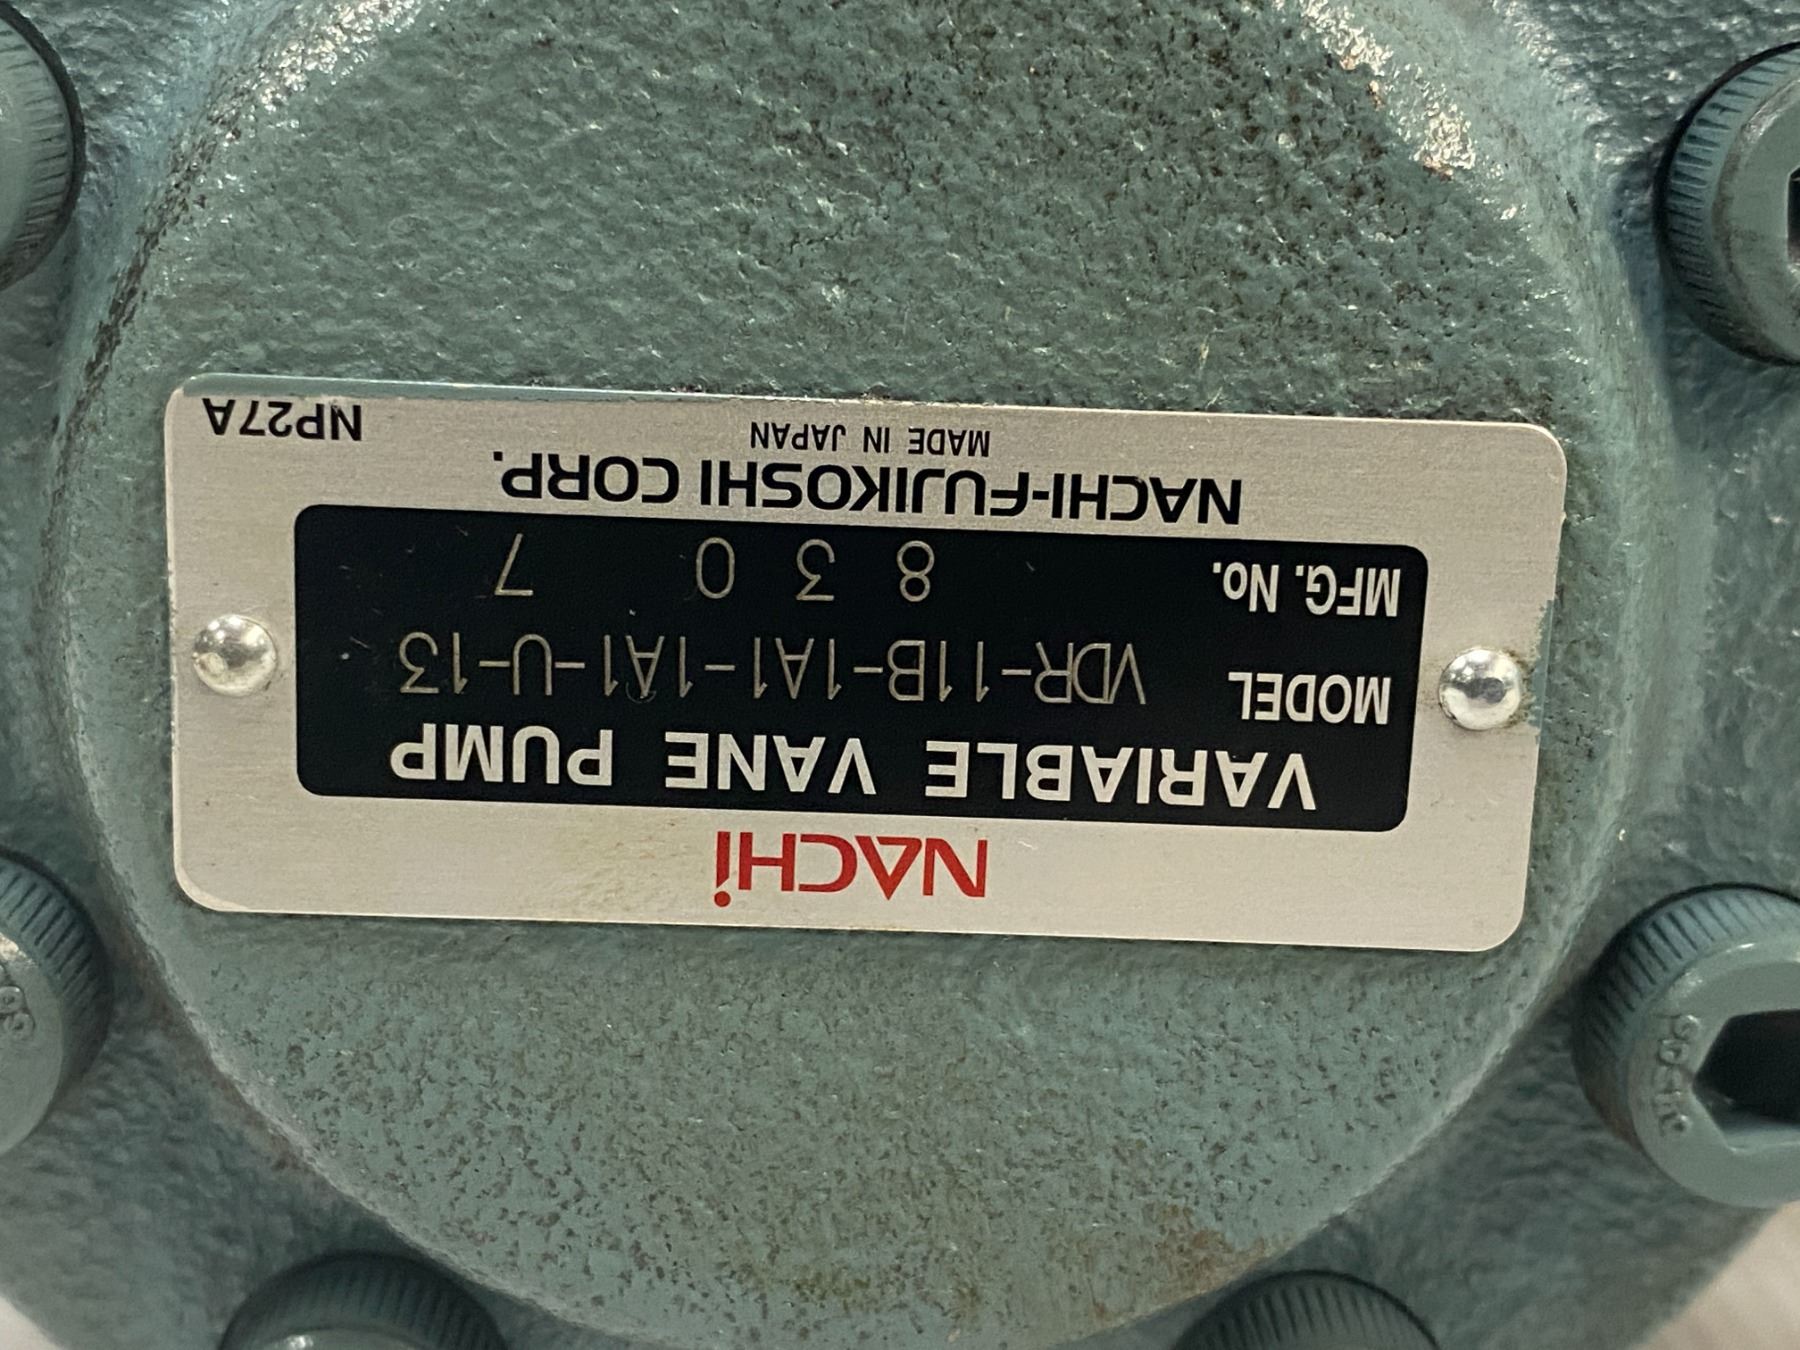 NACHi
VARIABLE VANE PUMP
MODEL VDR-11B-1A1-1A1-U-13
MFG. No. 8 3 0 7
NACHI-FUJIKOSHI CORP.
MADE IN JAPAN
NP27A